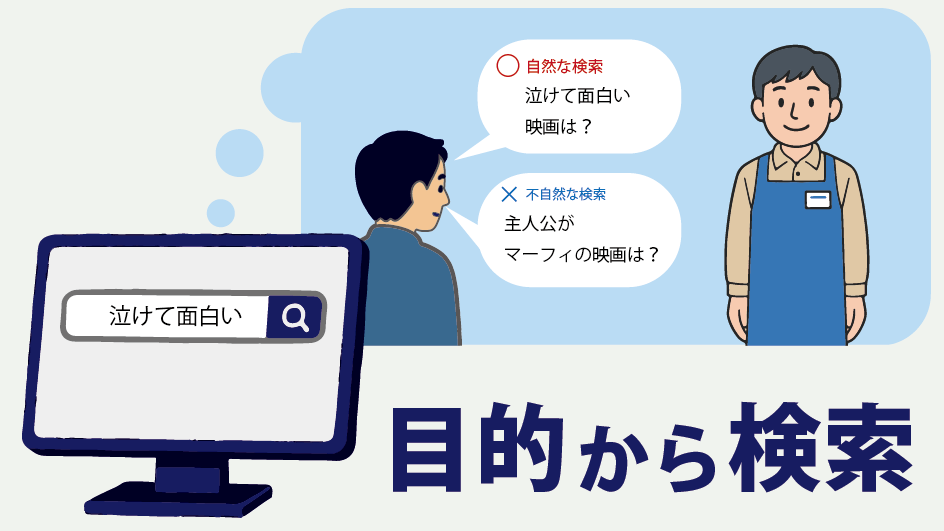 ○ 自然な検索
泣けて面白い
映画は？
× 不自然な検索
主人公が
マーフィの映画は？
泣けて面白い
目的から検索